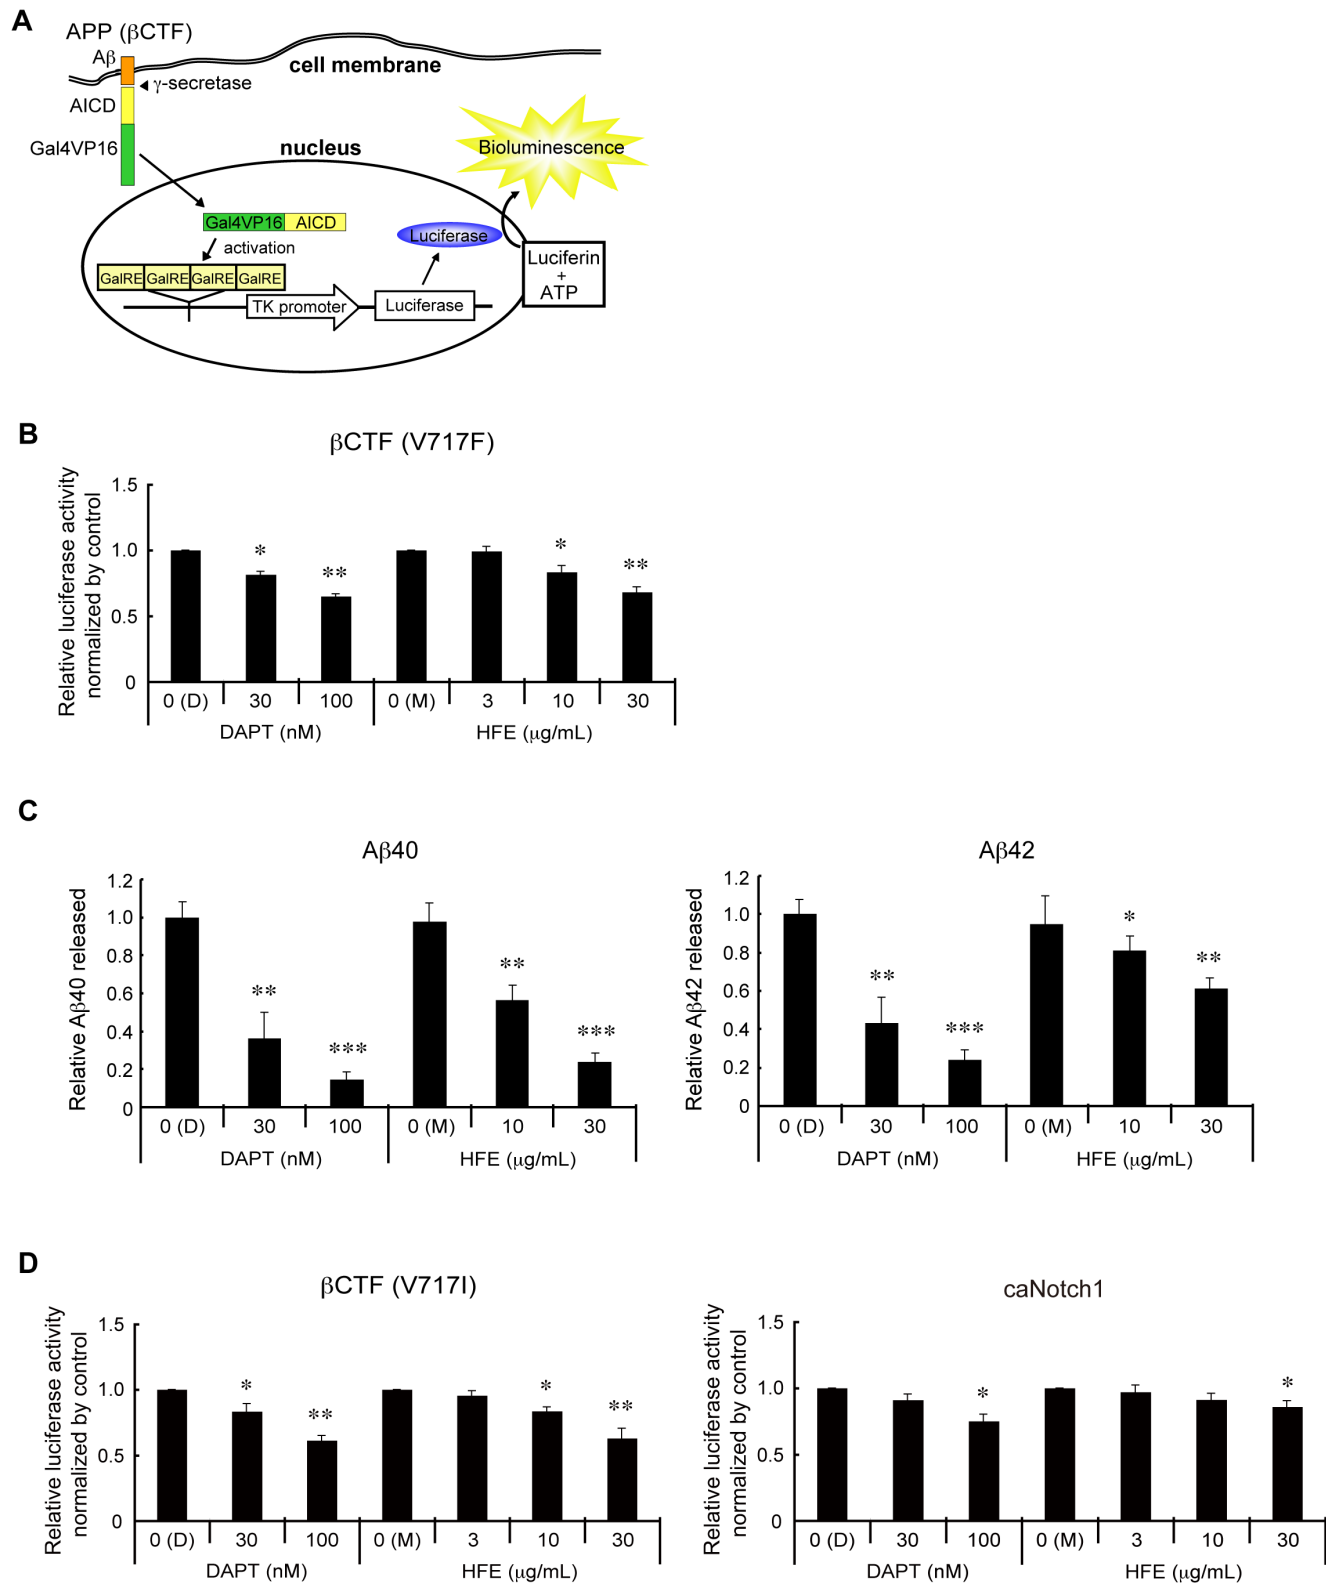 A
APP (βCTF)
Aβ
cell membrane
γ-secretase
AICD
Gal4VP16
nucleus
Bioluminescence
Gal4VP16 AICD
activation
Luciferase
GalRE GalRE GalRE GalRE
TK promoter
Luciferase
Luciferin
+
ATP
B
βCTF (V717F)
Relative luciferase activity
normalized by control
1.5
1.0
0.5
0
* ** * **
0 (D) 30 100 0 (M) 3 10 30
DAPT (nM) HFE (μg/mL)
C
Aβ40
Relative Aβ40 released
1.2
1.0
0.8
0.6
0.4
0.2
0
** *** ** ***
0 (D) 30 100 0 (M) 10 30
DAPT (nM) HFE (μg/mL)
Aβ42
Relative Aβ42 released
1.2
1.0
0.8
0.6
0.4
0.2
0
** *** * **
0 (D) 30 100 0 (M) 10 30
DAPT (nM) HFE (μg/mL)
D
βCTF (V717I)
Relative luciferase activity
normalized by control
1.5
1.0
0.5
0
* ** * **
0 (D) 30 100 0 (M) 3 10 30
DAPT (nM) HFE (μg/mL)
caNotch1
Relative luciferase activity
normalized by control
1.5
1.0
0.5
0
* *
0 (D) 30 100 0 (M) 3 10 30
DAPT (nM) HFE (μg/mL)